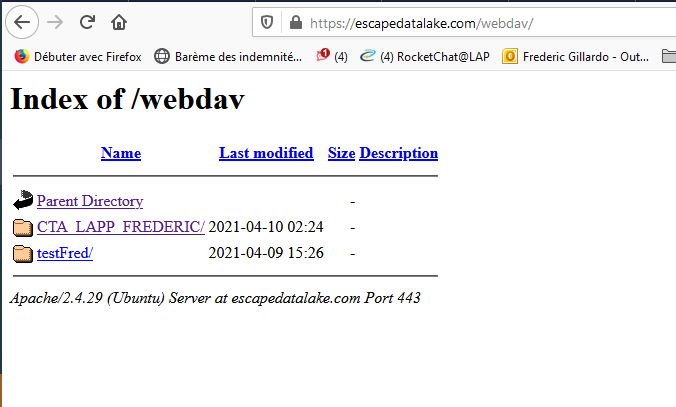 https://escapedatalake.com/webdav/
Débuter avec Firefox Barème des indemnité... (4) (4) RocketChat@LAP Frederic Gillardo - Out...
Index of /webdav
Name Last modified Size Description
Parent Directory -
CTA_LAPP_FREDERIC/ 2021-04-10 02:24 -
testFred/ 2021-04-09 15:26 -
Apache/2.4.29 (Ubuntu) Server at escapedatalake.com Port 443